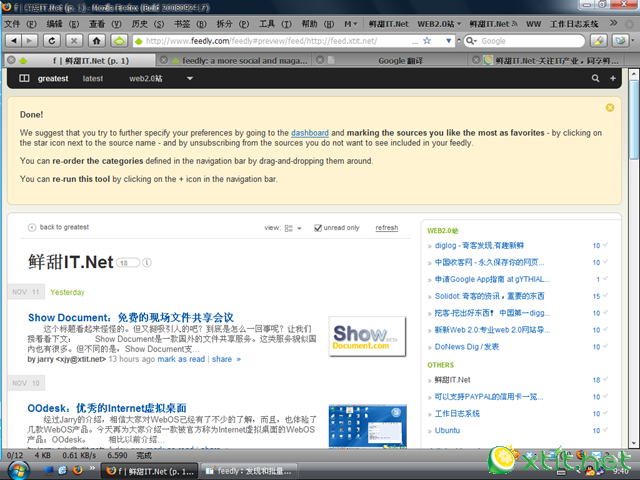 f | 鲜甜IT.Net (p. 1) - Mozilla Firefox
文件 (F) 编辑 (E) 查看 (V) 历史 (S) 书签 (B) 拆分 (P) 工具 (T) 帮助 (H) M 鲜甜IT.Net WEB2.0站 鲜甜IT.Net WW 工作日志系统
http://www.feedly.com/feedly#preview/feed/http://feed.xtit.net/
Google
f | 鲜甜IT.Net (p. 1) feedly: a more social and maga... Google 翻译 鲜甜IT.Net-关注IT产业,同享鲜...
greatest latest web2.0站
Done!
We suggest that you try to further specify your preferences by going to the dashboard and marking the sources you like the most as favorites - by clicking on
the star icon next to the source name - and by unsubscribing from the sources you do not want to see included in your feedly.
You can re-order the categories defined in the navigation bar by drag-and-dropping them around.
You can re-run this tool by clicking on the + icon in the navigation bar.
back to greatest view: unread only refresh
鲜甜IT.Net 18
NOV 11 Yesterday
Show Document：免费的现场文件共享会议
这个标题看起来怪怪的。但又挺吸引人的吧？到底是怎么一回事呢？让我们
接着看下文： Show Document是一款国外的文件共享服务。这类服务貌似国
内也有很多。但不同的是，Show Document支...
by jarry <xjy@xtit.net> 13 hours ago mark as read | share »
Show
Document.com
NOV 10
OOdesk：优秀的Internet虚拟桌面
经过Jarry的介绍，相信大家对WebOS已经有了不少的了解，而且，也体验了
几款WebOS产品。今天再为大家介绍一款被官方称为Internet虚拟桌面的WebOS
产品：OOdesk。 相比以前介绍...
WEB2.0站
» diglog - 奇客发现,有趣新鲜 10
» 中国收客网 - 永久保存你的网页... 10
» 申请Google App指南 at gYTHIAL... 1
» Solidot: 奇客的资讯，重要的东西 15
» 挖客-挖出好东西！ 中国第一digg... 10
» 新新Web 2.0:专业web 2.0网站导... 10
» DoNews Dig / 发表 10
OTHERS
» 鲜甜IT.Net 18
» 可以支持PAYPAL的信用卡一览... 10
» 工作日志系统 10
» Ubuntu 10
0/12 4 KB 0.61 KB/s 6.590 完成
f | 鲜甜IT.Net (p. 1... feedly：发现和批量...
xtit.net
9:40